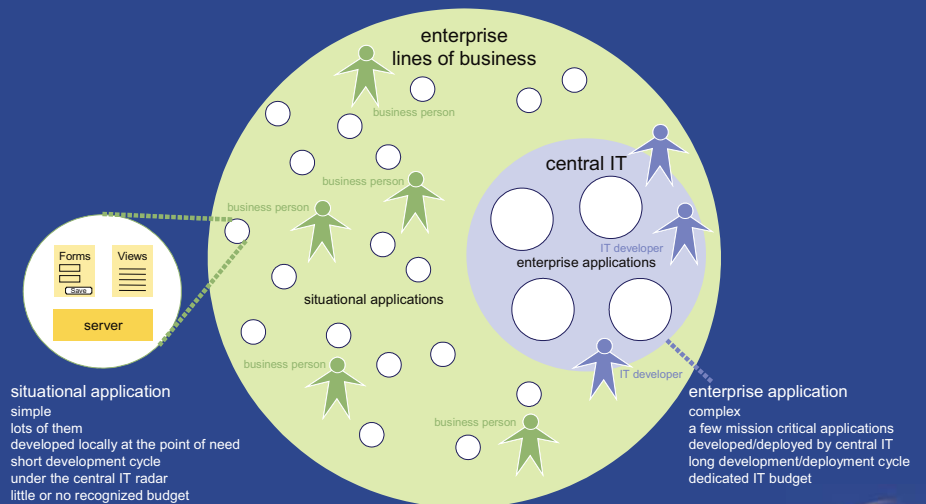 enterprise
lines of business
business person
central IT
business person
business person
IT developer
enterprise applications
situational applications
Forms
Views
Save
server
business person
IT developer
business person
situational application
simple
lots of them
developed locally at the point of need
short development cycle
under the central IT radar
little or no recognized budget
enterprise application
complex
a few mission critical applications
developed/deployed by central IT
long development/deployment cycle
dedicated IT budget